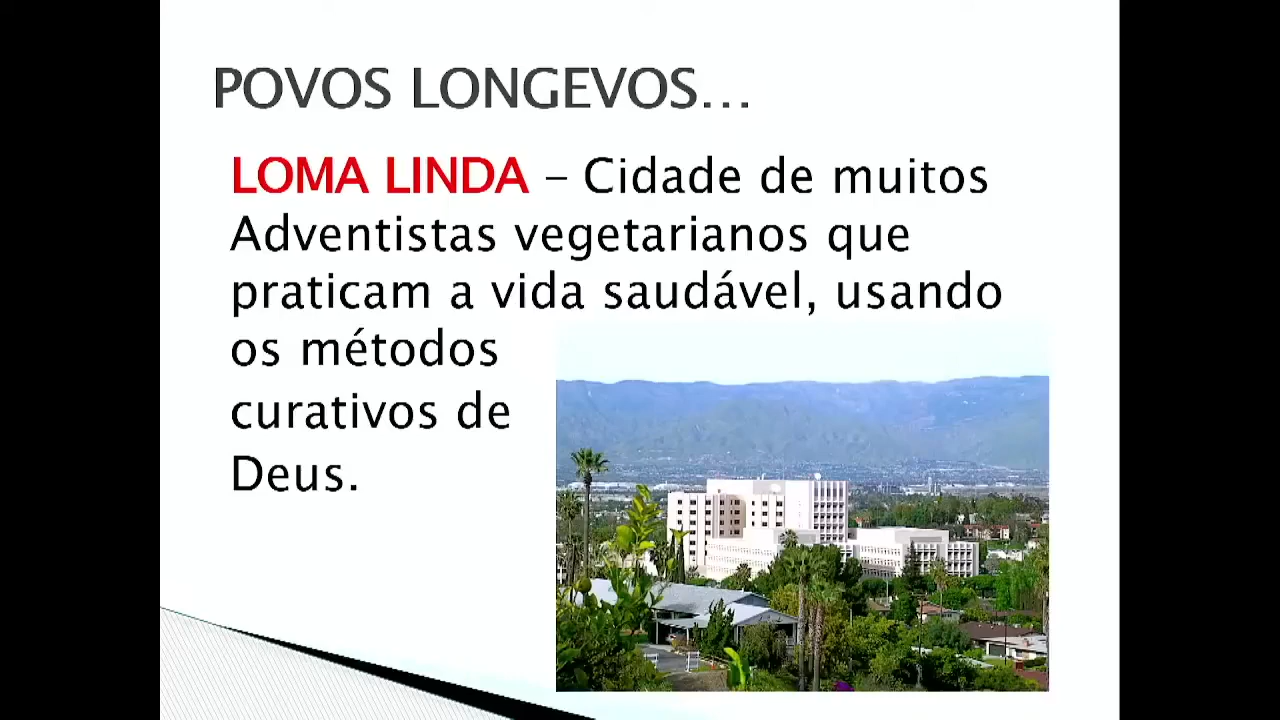 POVOS LONGEVOS...
LOMA LINDA – Cidade de muitos
Adventistas vegetarianos que
praticam a vida saudável, usando
os métodos
curativos de
Deus.